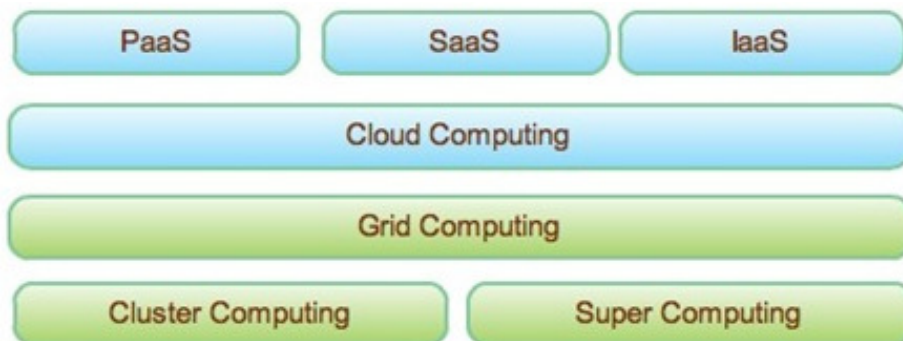 PaaS SaaS IaaS
Cloud Computing
Grid Computing
Cluster Computing Super Computing